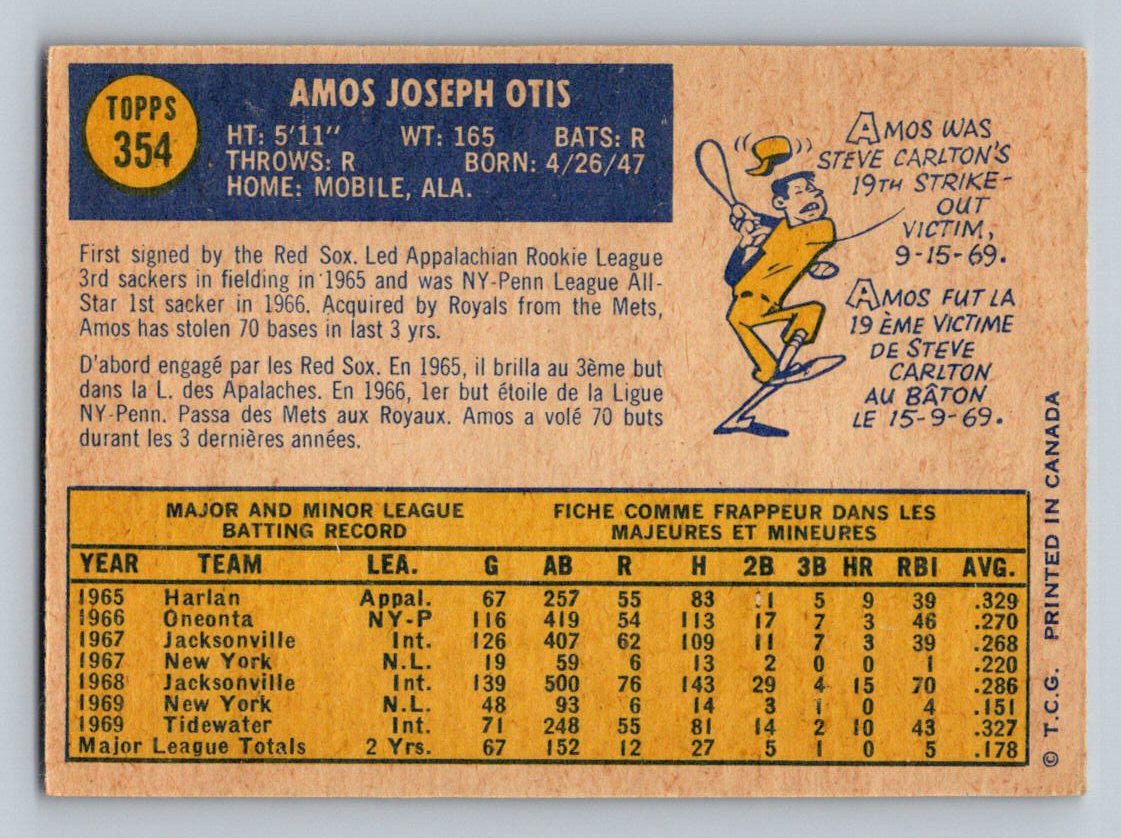 TOPPS
354
AMOS JOSEPH OTIS
HT: 5'11" WT: 165 BATS: R
THROWS: R BORN: 4/26/47
HOME: MOBILE, ALA.
First signed by the Red Sox. Led Appalachian Rookie League
3rd sackers in fielding in 1965 and was NY-Penn League All-
Star 1st sacker in 1966. Acquired by Royals from the Mets,
Amos has stolen 70 bases in last 3 yrs.
D'abord engagé par les Red Sox. En 1965, il brilla au 3ème but
dans la L. des Apalaches. En 1966, 1er but étoile de la Ligue
NY-Penn. Passa des Mets aux Royaux. Amos a volé 70 buts
durant les 3 dernières années.
AMOS WAS
STEVE CARLTON'S
19TH STRIKE-
OUT
VICTIM,
9-15-69.
AMOS FUT LA
19 ÈME VICTIME
DE STEVE
CARLTON
AU BÂTON
LE 15-9-69.
MAJOR AND MINOR LEAGUE
BATTING RECORD
FICHE COMME FRAPPEUR DANS LES
MAJEURES ET MINEURES
YEAR TEAM LEA. G AB R H 2B 3B HR RBI AVG.
1965 Harlan Appal. 67 257 55 83 5 9 39 .329
1966 Oneonta NY-P 116 419 54 113 17 7 3 46 .270
1967 Jacksonville Int. 126 407 62 109 11 7 3 39 .268
1967 New York N.L. 19 59 6 13 2 0 0 1 .220
1968 Jacksonville Int. 139 500 76 143 29 4 15 70 .286
1969 New York N.L. 48 93 6 14 3 1 0 4 .151
1969 Tidewater Int. 71 248 55 81 14 2 10 43 .327
Major League Totals 2 Yrs. 67 152 12 27 5 1 0 5 .178
© T.C.G. PRINTED IN CANADA